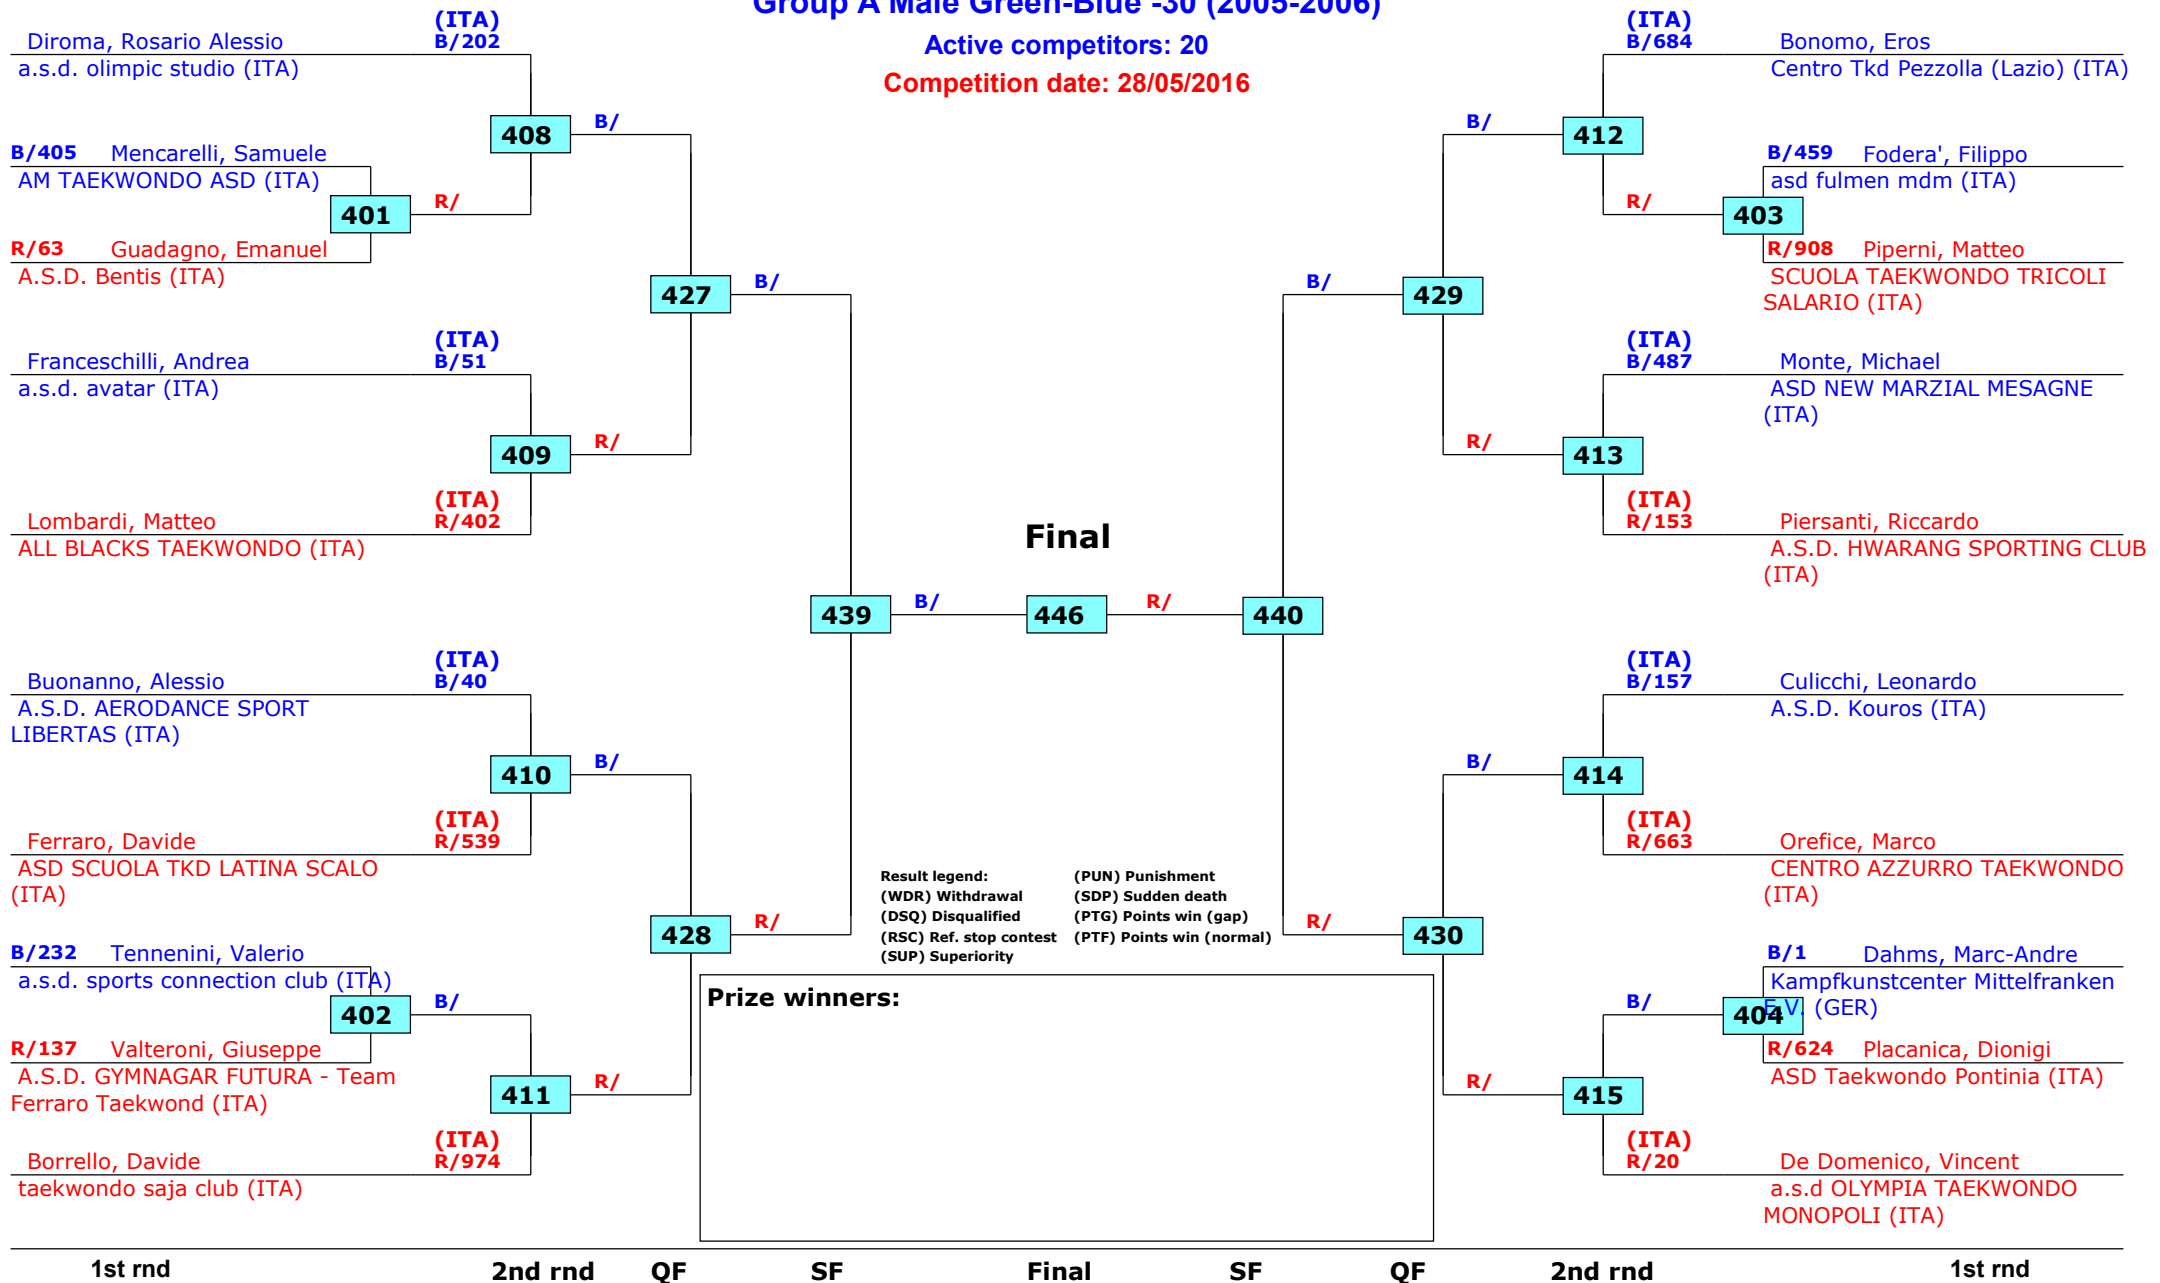 Group A Male Green-Blue -30 (2005-2006)
Active competitors: 20
Competition date: 28/05/2016
Diroma, Rosario Alessio
(ITA)
B/202
a.s.d. olimpic studio (ITA)
408
B/
B/405 Mencarelli, Samuele
AM TAEKWONDO ASD (ITA)
401
R/
R/63 Guadagno, Emanuel
A.S.D. Bentis (ITA)
427
B/
Franceschilli, Andrea
(ITA)
B/51
a.s.d. avatar (ITA)
409
R/
Lombardi, Matteo
(ITA)
R/402
ALL BLACKS TAEKWONDO (ITA)
439
B/
Buonanno, Alessio
(ITA)
B/40
A.S.D. AERODANCE SPORT
LIBERTAS (ITA)
410
B/
Ferraro, Davide
(ITA)
R/539
ASD SCUOLA TKD LATINA SCALO
(ITA)
428
R/
B/232 Tennenini, Valerio
a.s.d. sports connection club (ITA)
402
B/
R/137 Valteroni, Giuseppe
A.S.D. GYMNAGAR FUTURA - Team
Ferraro Taekwond (ITA)
411
R/
Borrello, Davide
(ITA)
R/974
taekwondo saja club (ITA)
Final
446
R/
440
(ITA)
B/684
Bonomo, Eros
Centro Tkd Pezzolla (Lazio) (ITA)
B/
412
B/459 Fodera', Filippo
asd fulmen mdm (ITA)
R/
403
R/908 Piperni, Matteo
SCUOLA TAEKWONDO TRICOLI
SALARIO (ITA)
B/
429
(ITA)
B/487
Monte, Michael
ASD NEW MARZIAL MESAGNE
(ITA)
R/
413
(ITA)
R/153
Piersanti, Riccardo
A.S.D. HWARANG SPORTING CLUB
(ITA)
(ITA)
B/157
Culicchi, Leonardo
A.S.D. Kouros (ITA)
B/
414
(ITA)
R/663
Orefice, Marco
CENTRO AZZURRO TAEKWONDO
(ITA)
R/
430
B/1 Dahms, Marc-Andre
Kampfkunstcenter Mittelfranken
E.V. (GER)
B/
404
R/624 Placanica, Dionigi
ASD Taekwondo Pontinia (ITA)
R/
415
(ITA)
R/20
De Domenico, Vincent
a.s.d OLYMPIA TAEKWONDO
MONOPOLI (ITA)
Result legend: (PUN) Punishment
(WDR) Withdrawal (SDP) Sudden death
(DSQ) Disqualified (PTG) Points win (gap)
(RSC) Ref. stop contest (PTF) Points win (normal)
(SUP) Superiority
Prize winners:
1st rnd 2nd rnd QF SF Final SF QF 2nd rnd 1st rnd